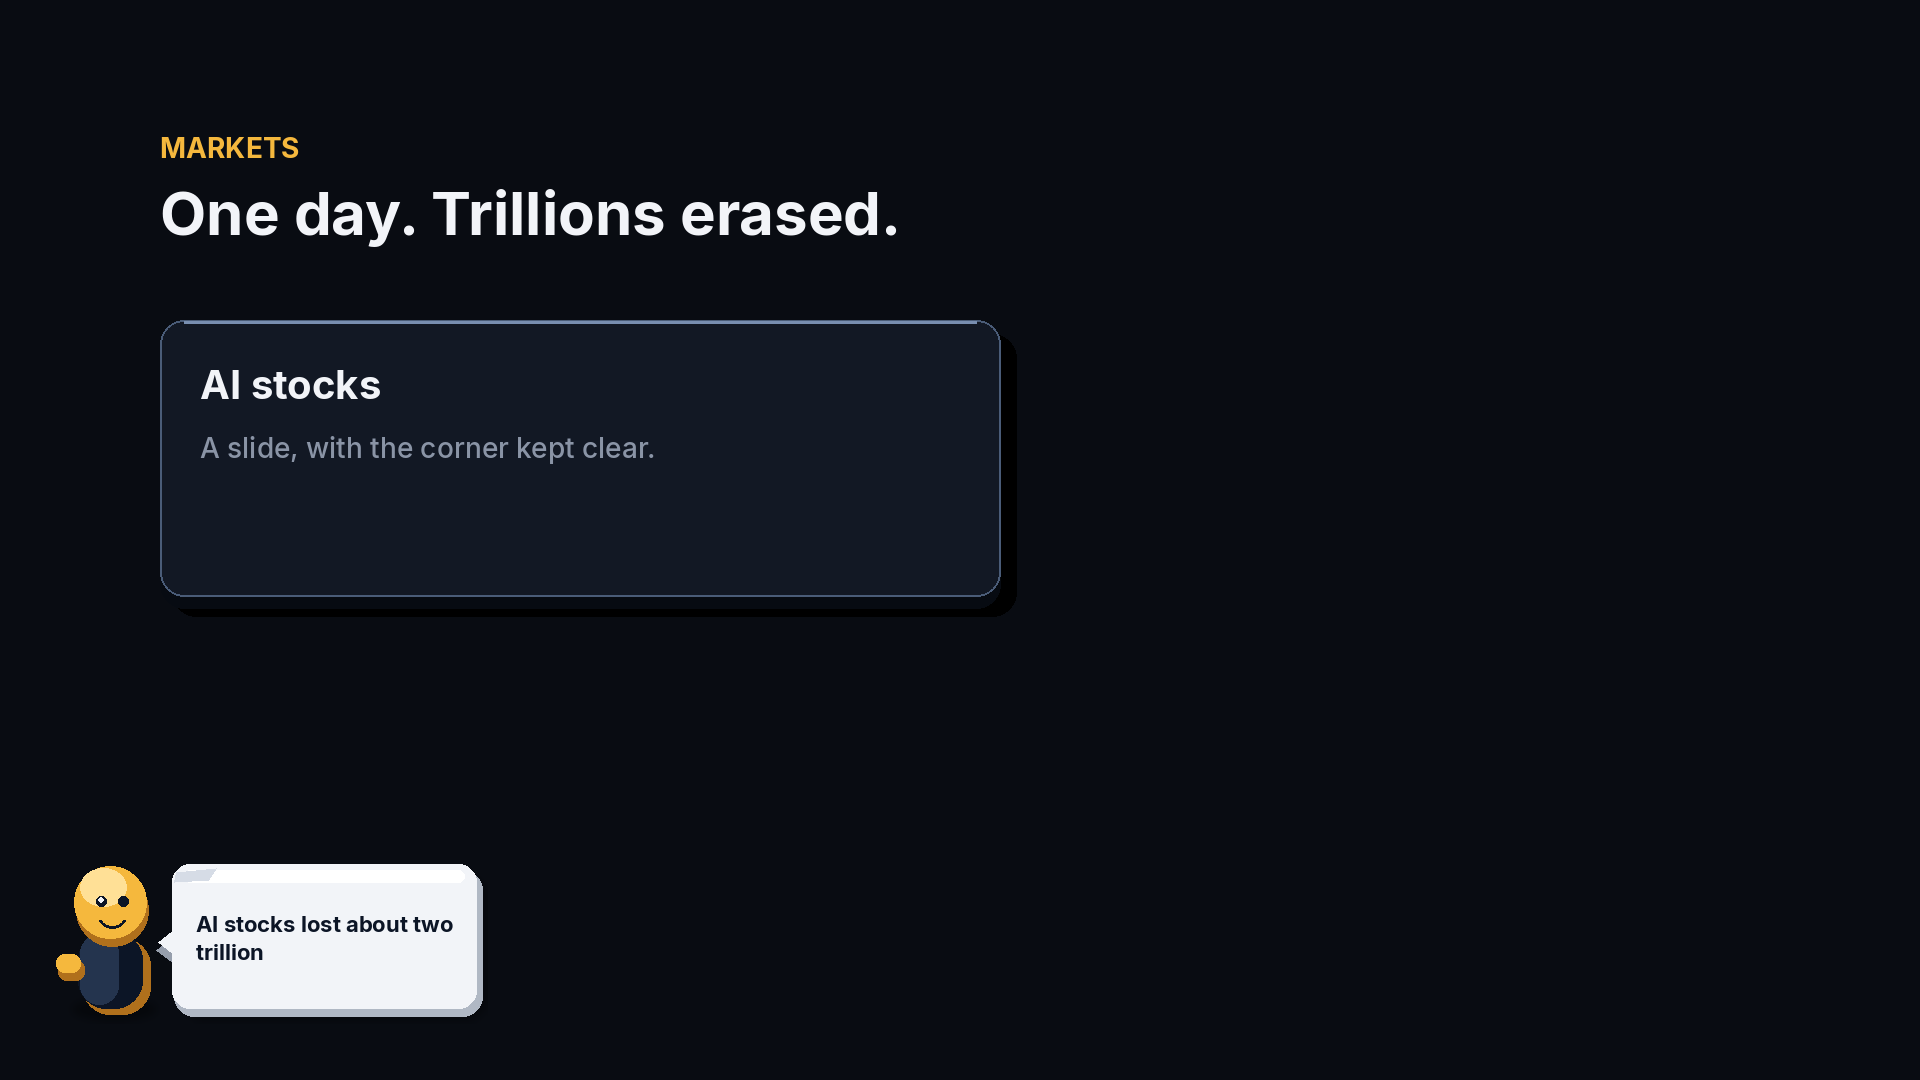 MARKETS
One day. Trillions erased.
AI stocks
A slide, with the corner kept clear.
AI stocks lost about two
trillion